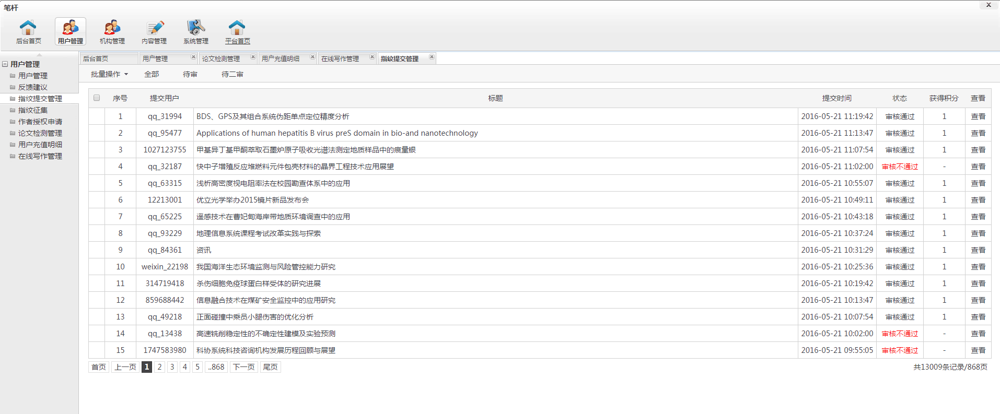 笔杆
X
后台首页 用户管理 机构管理 内容管理 系统管理 平台首页
后台首页 用户管理 论文检测管理 用户充值明细 在线写作管理 指纹提交管理
用户管理
用户管理
反馈建议
指纹提交管理
指纹征集
作者授权申请
论文检测管理
用户充值明细
在线写作管理
批量操作 全部 待审 待二审
序号 提交用户 标题 提交时间 状态 获得积分 查看
1 qq_31994 BDS、GPS及其组合系统伪距单点定位精度分析 2016-05-21 11:19:42 审核通过 1 查看
2 qq_95477 Applications of human hepatitis B virus preS domain in bio-and nanotechnology 2016-05-21 11:13:47 审核通过 1 查看
3 1027123755 甲基异丁基甲酮萃取石墨炉原子吸收光谱法测定地质样品中的痕量银 2016-05-21 11:07:54 审核通过 1 查看
4 qq_32187 快中子增殖反应堆燃料元件包壳材料的晶界工程技术应用展望 2016-05-21 11:02:00 审核不通过 - 查看
5 qq_63315 浅析高密度视电阻率法在校园勘查体系中的应用 2016-05-21 10:55:07 审核通过 1 查看
6 12213001 优立光学举办2015镜片新品发布会 2016-05-21 10:49:11 审核通过 1 查看
7 qq_65225 遥感技术在曹妃甸海岸带地质环境调查中的应用 2016-05-21 10:43:18 审核通过 1 查看
8 qq_93229 地理信息系统课程考试改革实践与探索 2016-05-21 10:37:24 审核通过 1 查看
9 qq_84361 资讯 2016-05-21 10:31:29 审核通过 1 查看
10 weixin_22198 我国海洋生态环境监测与风险管控能力研究 2016-05-21 10:25:36 审核通过 1 查看
11 314719418 杀伤细胞免疫球蛋白样受体的研究进展 2016-05-21 10:19:42 审核通过 1 查看
12 859688442 信息融合技术在煤矿安全监控中的应用研究 2016-05-21 10:13:47 审核通过 1 查看
13 qq_49218 正面碰撞中乘员小腿伤害的优化分析 2016-05-21 10:07:54 审核通过 1 查看
14 qq_13438 高速铣削稳定性的不确定性建模及实验预测 2016-05-21 10:02:00 审核不通过 - 查看
15 1747583980 科协系统科技咨询机构发展历程回顾与展望 2016-05-21 09:55:05 审核不通过 - 查看
首页 上一页 1 2 3 4 5 ..868 下一页 尾页 共13009条记录/868页